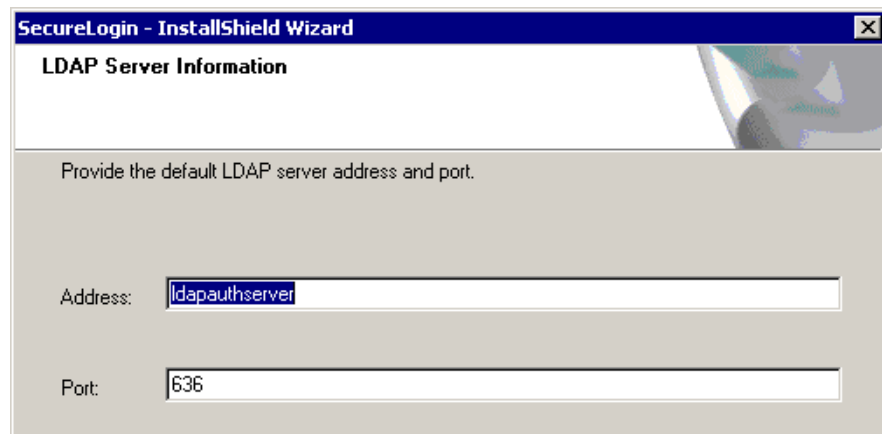 SecureLogin - InstallShield Wizard
LDAP Server Information
Provide the default LDAP server address and port.
Address: ldapauthserver
Port: 636